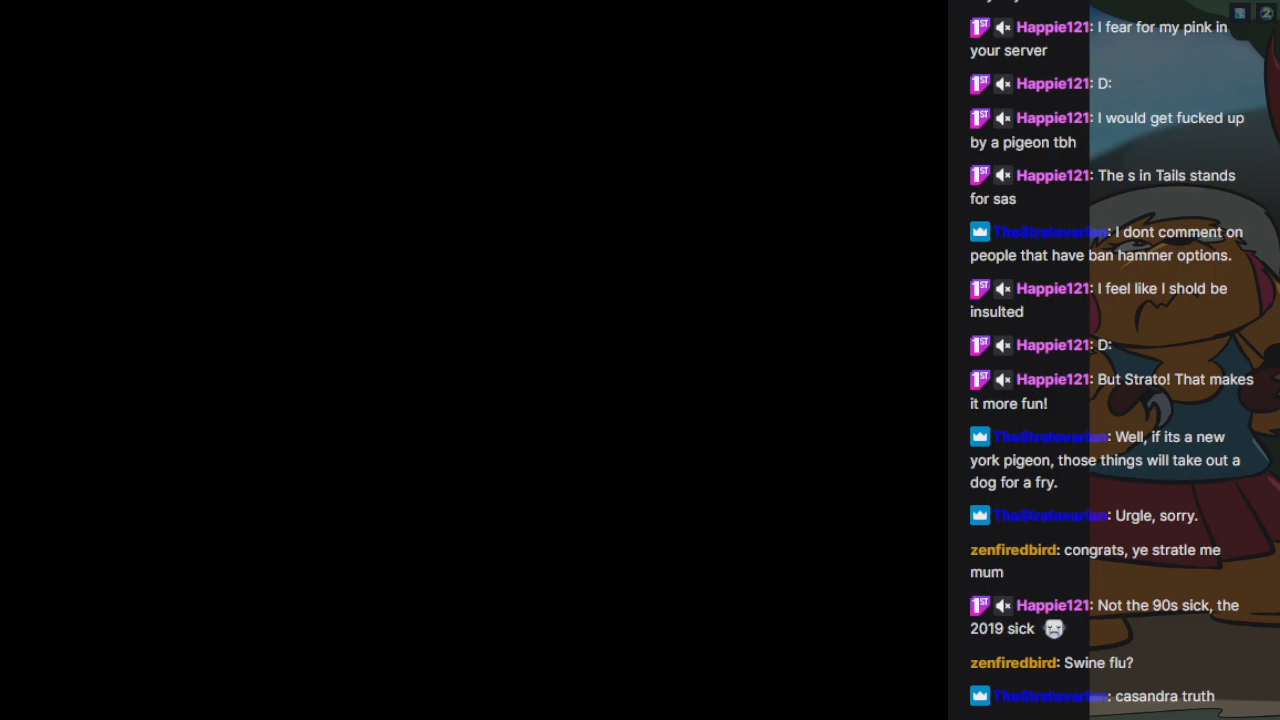 Happie121: I fear for my pink in
your server
Happie121: D:
Happie121: I would get fucked up
by a pigeon tbh
Happie121: The s in Tails stands
for sas
TheStratovarian: I dont comment on
people that have ban hammer options.
Happie121: I feel like I shold be
insulted
Happie121: D:
Happie121: But Strato! That makes
it more fun!
TheStratovarian: Well, if its a new
york pigeon, those things will take out a
dog for a fry.
TheStratovarian: Urgle, sorry.
zenfiredbird: congrats, ye stratle me
mum
Happie121: Not the 90s sick, the
2019 sick
zenfiredbird: Swine flu?
TheStratovarian: casandra truth